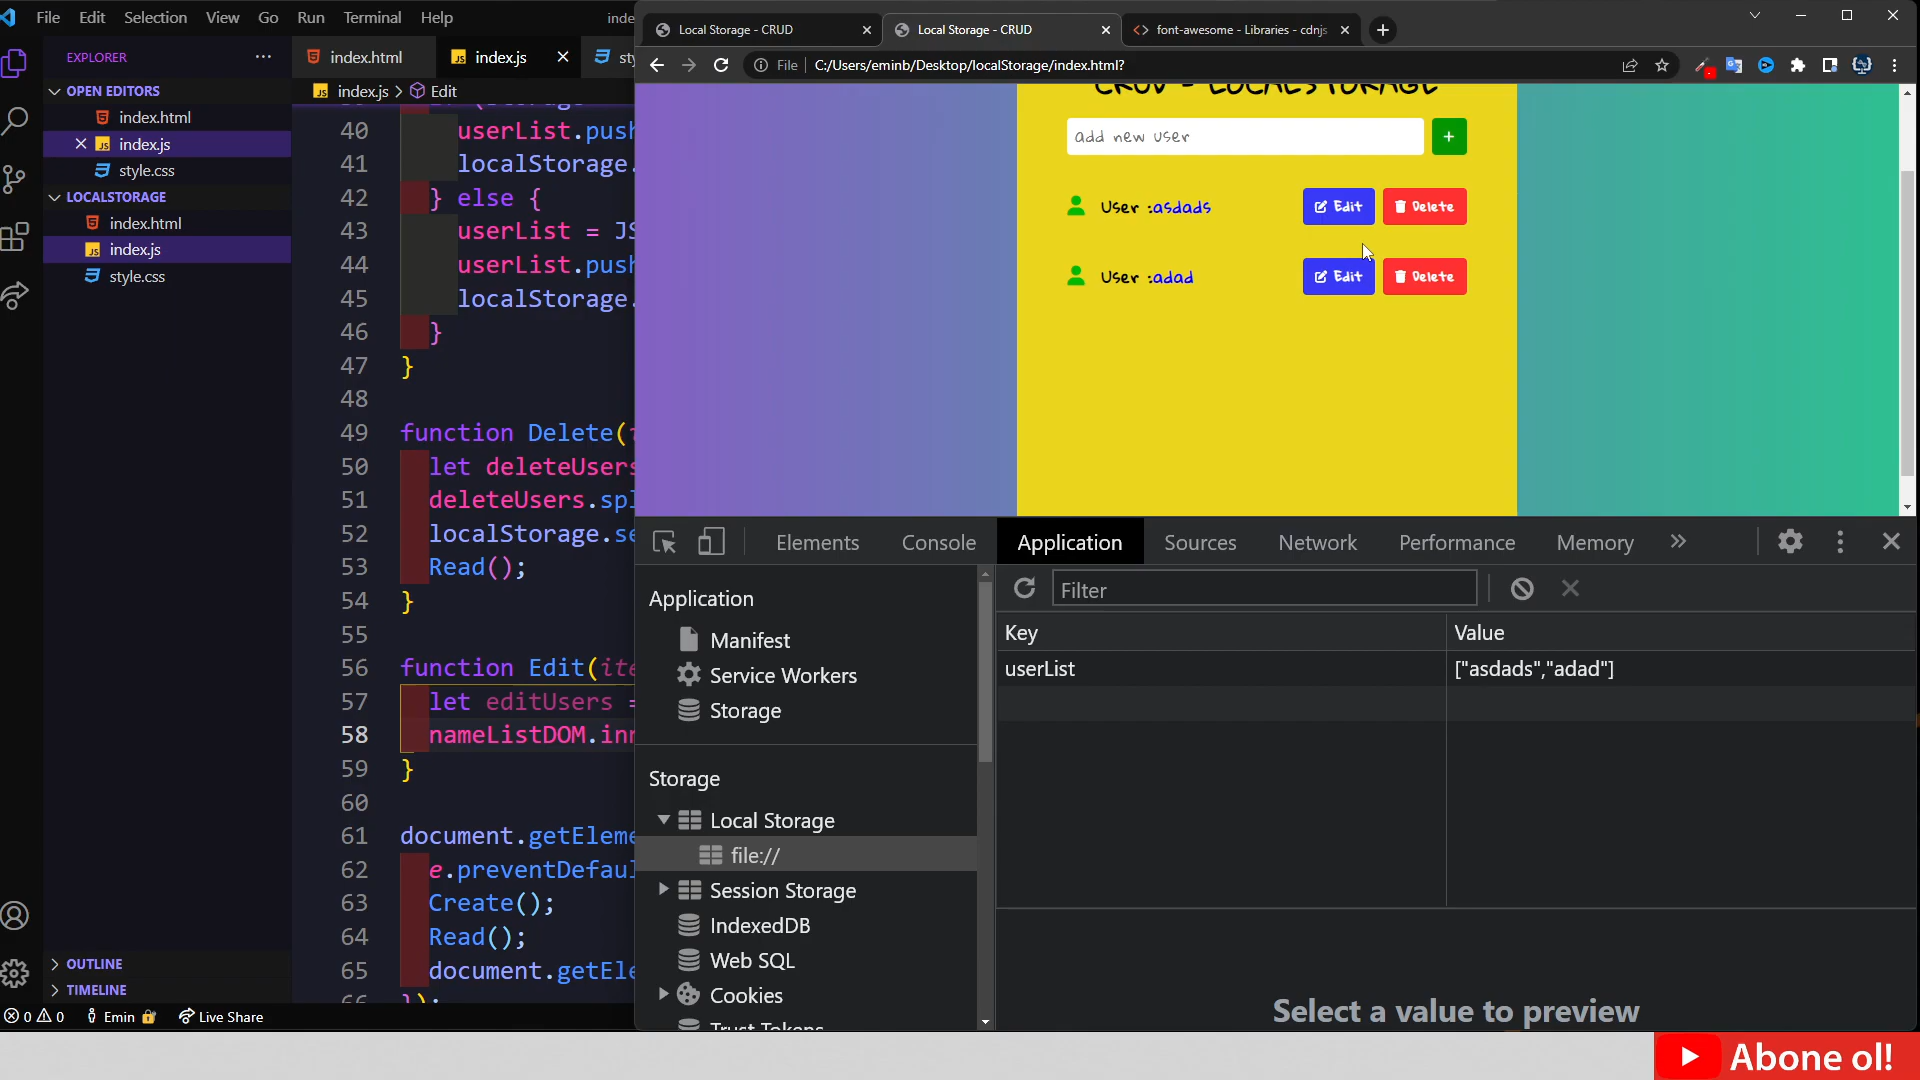 File Edit Selection View Go Run Terminal Help inde
EXPLORER ...
OPEN EDITORS
index.html
index.js
style.css
LOCALSTORAGE
index.html
index.js
style.css
OUTLINE
TIMELINE
index.html index.js sty
index.js > Edit
40 userList.push
41 localStorage.
42 } else {
43 userList = JS
44 userList.push
45 localStorage.
46 }
47 }
48
49 function Delete(
50 let deleteUsers
51 deleteUsers.spl
52 localStorage.se
53 Read();
54 }
55
56 function Edit(ite
57 let editUsers =
58 nameListDOM.inn
59 }
60
61 document.getEleme
62 e.preventDefaul
63 Create();
64 Read();
65 document.getEle
66 });
0 0 Emin Live Share
Local Storage - CRUD Local Storage - CRUD font-awesome - Libraries - cdnjs
File C:/Users/eminb/Desktop/localStorage/index.html?
CRUD - LOCALSTORAGE
add new user +
User :asdads Edit Delete
User :adad Edit Delete
Elements Console Application Sources Network Performance Memory
Application
Manifest
Service Workers
Storage
Storage
Local Storage
file://
Session Storage
IndexedDB
Web SQL
Cookies
Trust Tokens
Filter
Key Value
userList ["asdads","adad"]
Select a value to preview
Abone ol!